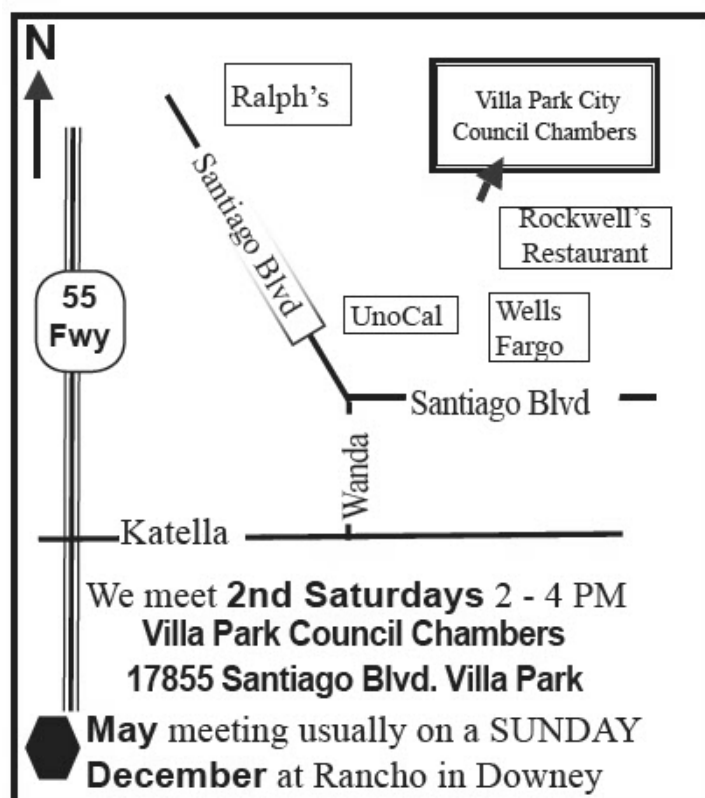 N
Ralph's
Villa Park City
Council Chambers
Santiago Blvd
Rockwell's
Restaurant
55
Fwy
UnoCal
Wells
Fargo
Santiago Blvd
Wanda
Katella
We meet 2nd Saturdays 2 - 4 PM
Villa Park Council Chambers
17855 Santiago Blvd. Villa Park
May meeting usually on a SUNDAY
December at Rancho in Downey